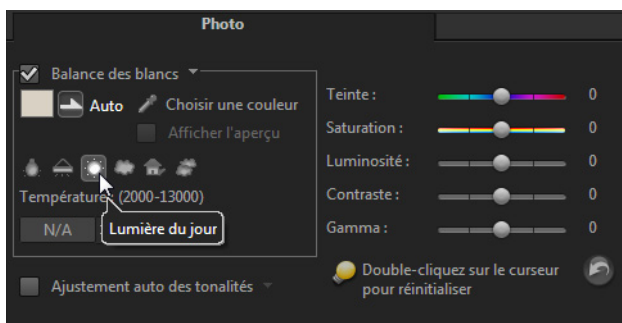 Photo
Balance des blancs
Auto
Choisir une couleur
Afficher l'aperçu
Température : (2000-13000)
N/A
Lumière du jour
Ajustement auto des tonalités
Teinte : 0
Saturation : 0
Luminosité : 0
Contraste : 0
Gamma : 0
Double-cliquez sur le curseur
pour réinitialiser